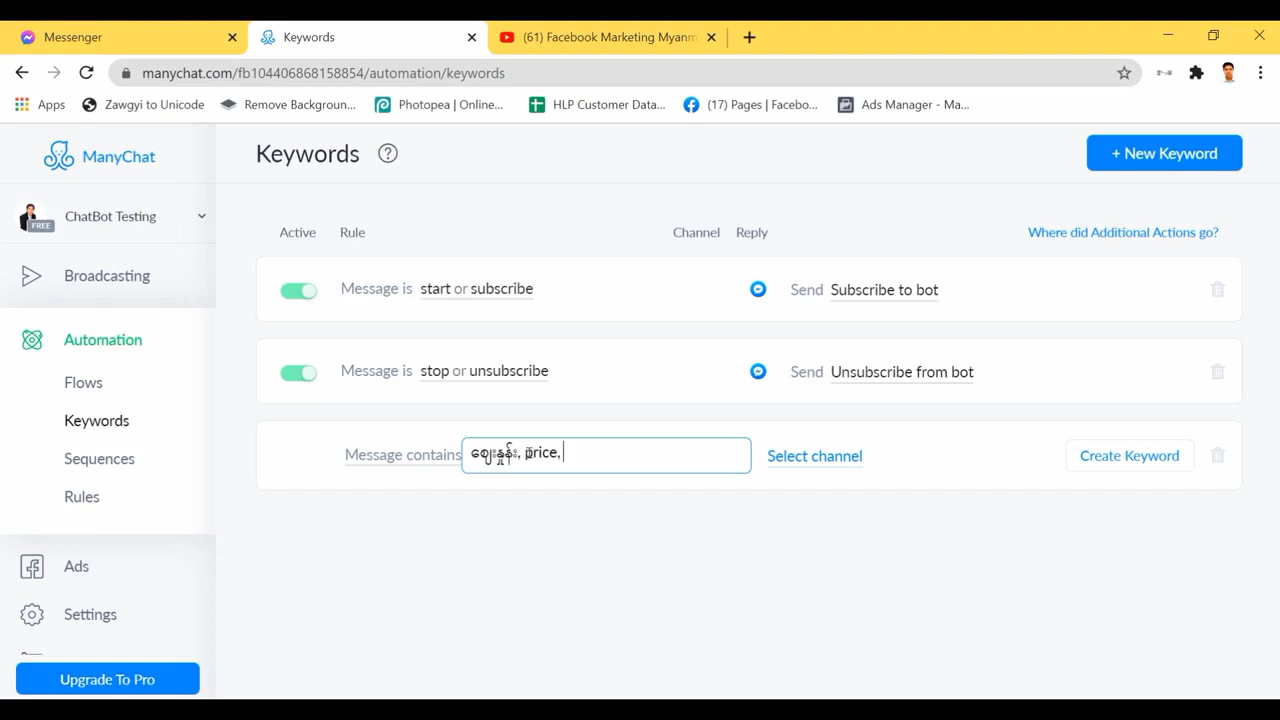 Messenger
Keywords
(61) Facebook Marketing Myanm
manychat.com/fb104406868158854/automation/keywords
Apps
Zawgyi to Unicode
Remove Backgroun...
Photopea | Online...
HLP Customer Data...
(17) Pages | Facebo...
Ads Manager - Ma...
ManyChat
Keywords
+ New Keyword
FREE
ChatBot Testing
Active
Rule
Channel
Reply
Where did Additional Actions go?
Broadcasting
Message is start or subscribe
Send Subscribe to bot
Automation
Flows
Message is stop or unsubscribe
Send Unsubscribe from bot
Keywords
Message contains ဈေးနှုန်း, price,
Select channel
Create Keyword
Sequences
Rules
Ads
Settings
Upgrade To Pro